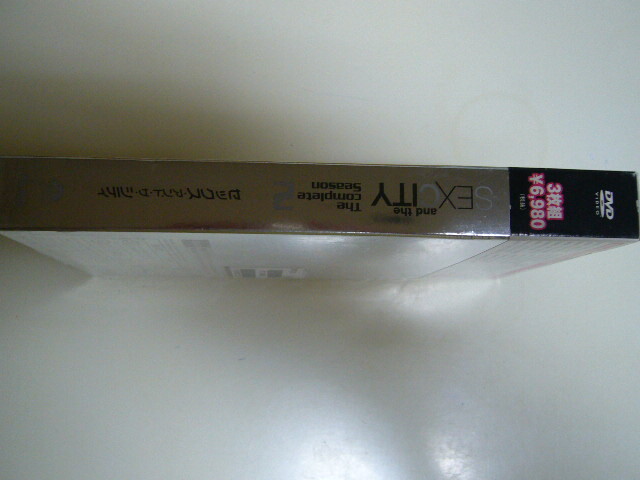 DVD
VIDEO
3枚組
¥6,980
SEX CITY
and the
The
complete
Season
2
セックス・アンド・ザ・シティ